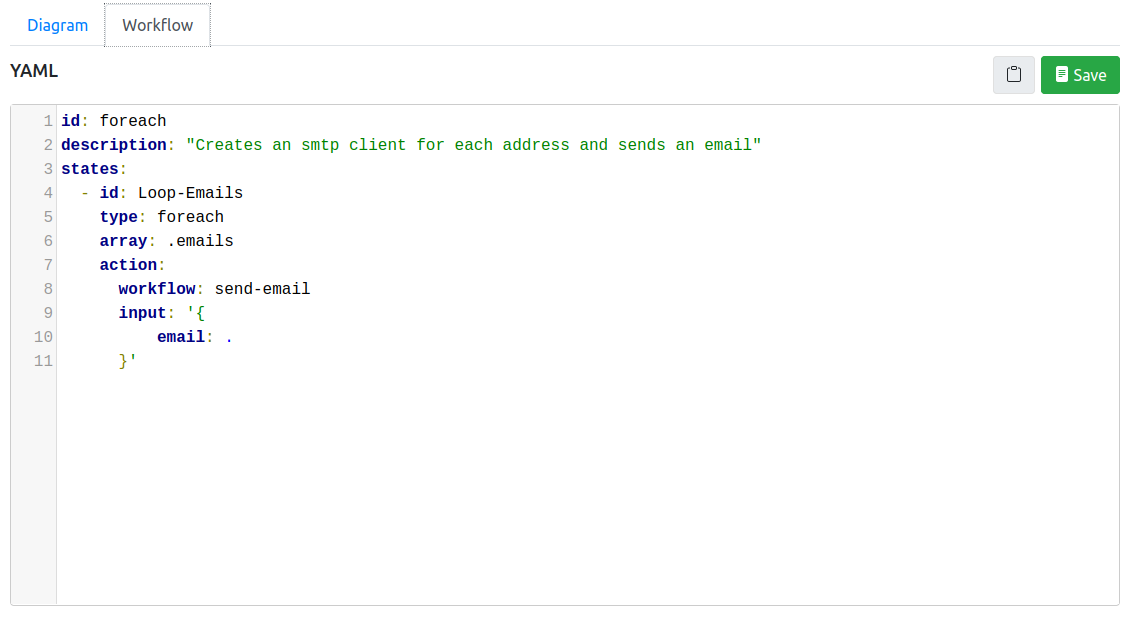 Diagram Workflow
YAML
Save
1 id: foreach
2 description: "Creates an smtp client for each address and sends an email"
3 states:
4   - id: Loop-Emails
5     type: foreach
6     array: .emails
7     action:
8       workflow: send-email
9       input: '{
10           email: .
11       }'